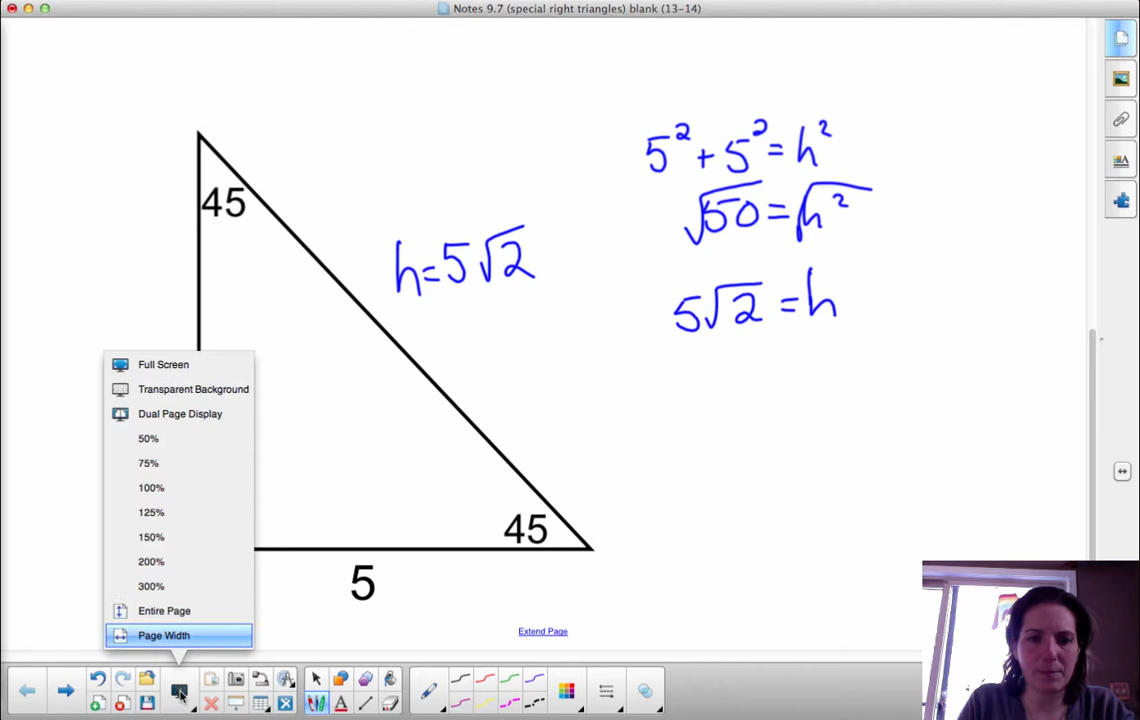 Notes 9.7 (special right triangles) blank (13-14)
5² + 5² = h²
45
√50 = √h²
h=5√2
5√2 = h
Full Screen
Transparent Background
Dual Page Display
50%
75%
100%
125%
150%
200%
300%
Entire Page
Page Width
45
5
Extend Page